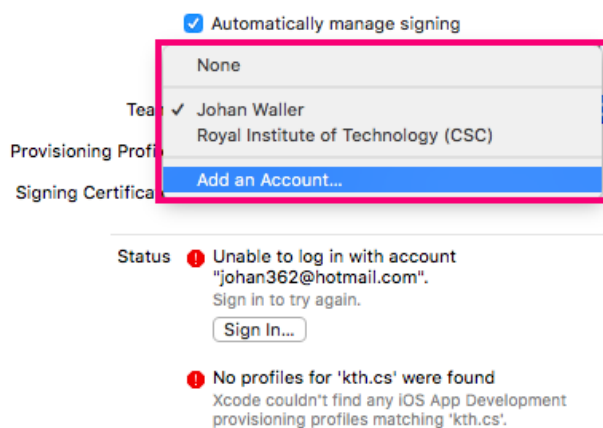 Automatically manage signing
None
Johan Waller
Royal Institute of Technology (CSC)
Provisioning
Signing
Add an Account...
Status
Unable to log in with account
"johan362@hotmail.com".
Sign in to try again.
Sign In...
No profiles for 'kth.cs' were found
Xcode couldn't find any iOS App Development
provisioning profiles matching 'kth.cs'.